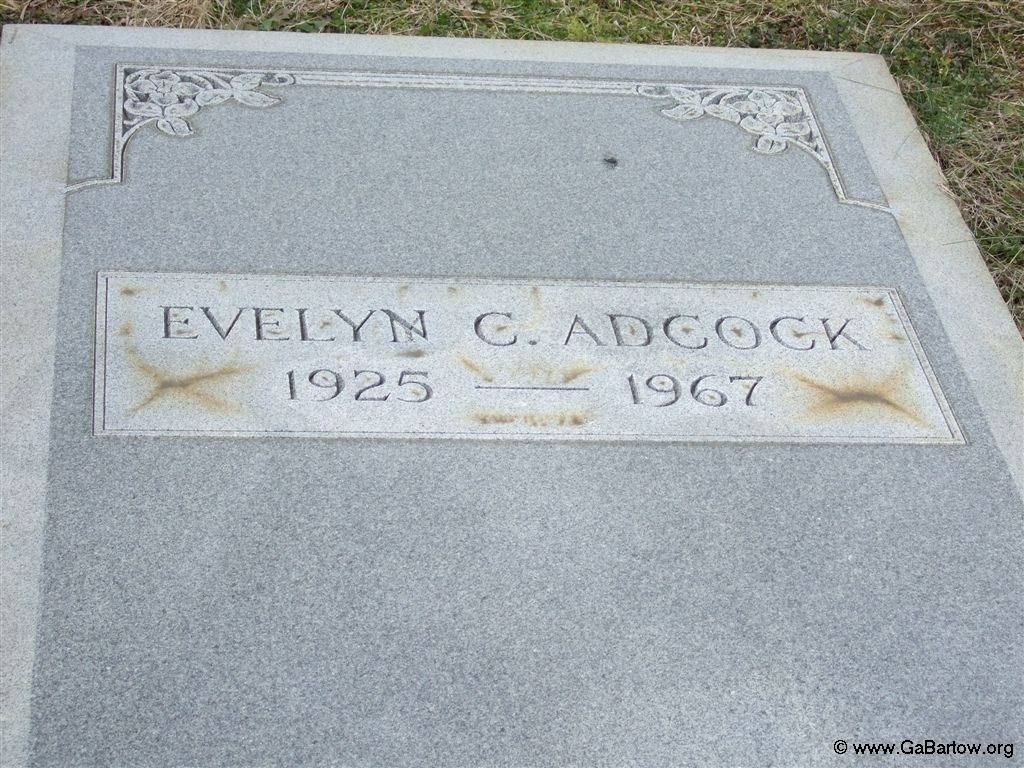 EVELYN C. ADCOCK
1925 — 1967
© www.GaBartow.org